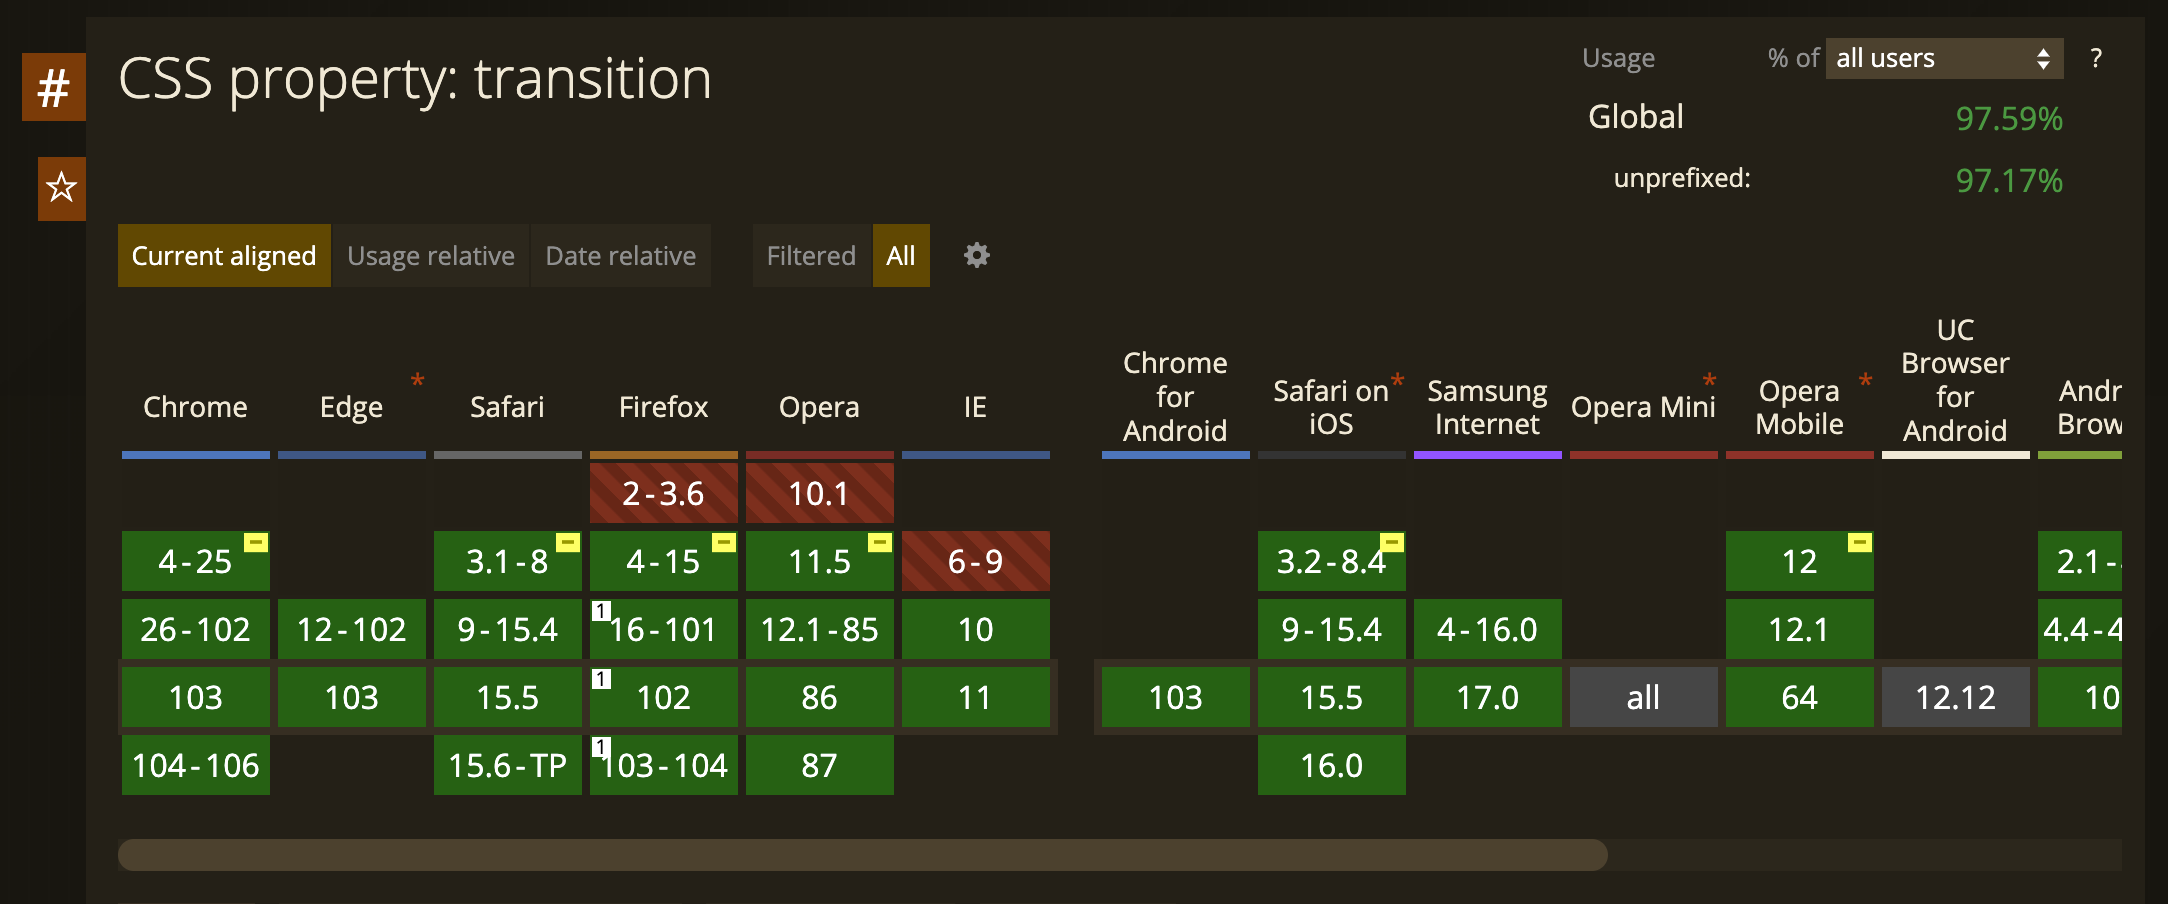 #
CSS property: transition
Usage % of all users ?
Global 97.59%
unprefixed: 97.17%
Current aligned Usage relative Date relative Filtered All
Chrome
Edge *
Safari
Firefox
Opera
IE
Chrome
for
Android
Safari on *
iOS
Samsung
Internet
Opera Mini *
Opera *
Mobile
UC
Browser
for
Android
Andr
Brow
2-3.6 10.1
4-25 3.1-8 4-15 11.5 6-9 3.2-8.4 12 2.1-
26-102 12-102 9-15.4 1 16-101 12.1-85 10 9-15.4 4-16.0 12.1 4.4-4
103 103 15.5 1 102 86 11 103 15.5 17.0 all 64 12.12 10
104-106 15.6-TP 1 103-104 87 16.0